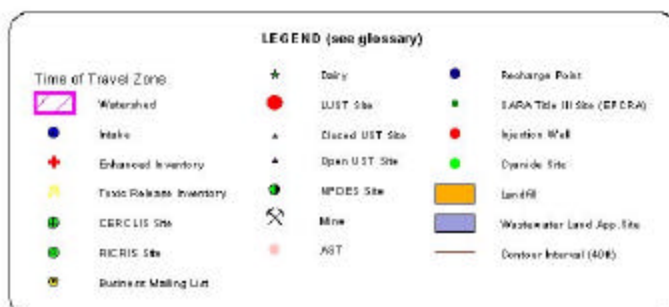 LEGEND (see glossary)
Time of Travel Zone
Watershed
Intake
Enhanced Inventory
Toxic Release Inventory
CERCLIS Site
RICRIS Site
Business Mailing List
Dairy
LUST Site
Closed UST Site
Open UST Site
NPDES Site
Mine
AST
Recharge Point
SARA Title III Site (EPCRA)
Injection Well
Cyanide Site
Landfill
Wastewater Land App. Site
Contour Interval (40ft)